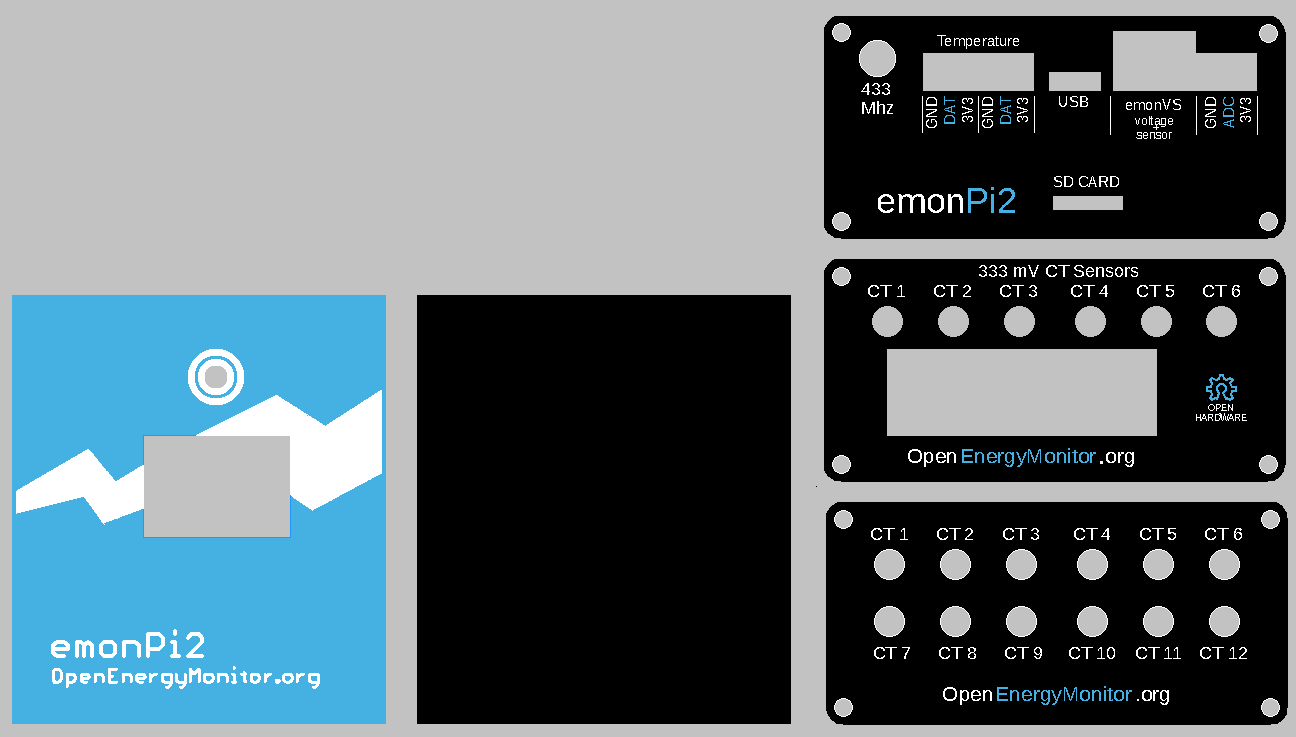 emonPi2
OpenEnergyMonitor.org
Temperature
433
Mhz
GND DAT 3V3 GND DAT 3V3
USB
emonVS
voltage
+
sensor
GND ADC 3V3
SD CARD
emonPi2
333 mV CT Sensors
CT 1 CT 2 CT 3 CT 4 CT 5 CT 6
OPEN
HARDWARE
OpenEnergyMonitor.org
CT 1 CT 2 CT 3 CT 4 CT 5 CT 6
CT 7 CT 8 CT 9 CT 10 CT 11 CT 12
OpenEnergyMonitor.org